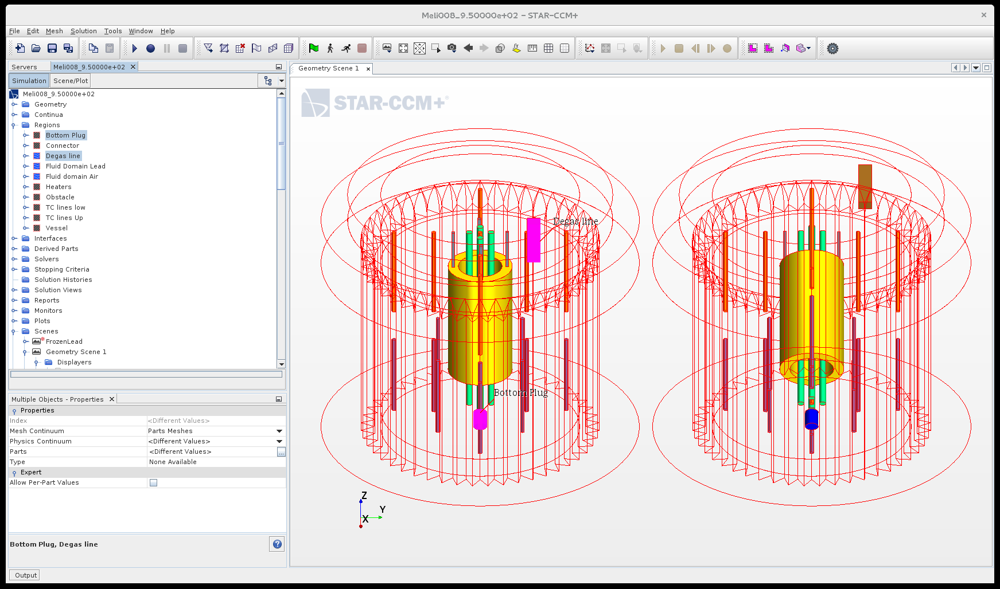 Meli008_9.50000e+02 - STAR-CCM+
File Edit Mesh Solution Tools Window Help
Servers
Meli008_9.50000e+02
Geometry Scene 1
Simulation
Scene/Plot
Meli008_9.50000e+02
Geometry
Continua
Regions
Bottom Plug
Connector
Degas line
Fluid Domain Lead
Fluid domain Air
Heaters
Obstacle
TC lines low
TC lines Up
Vessel
Interfaces
Derived Parts
Solvers
Stopping Criteria
Solution Histories
Solution Views
Reports
Monitors
Plots
Scenes
FrozenLead
Geometry Scene 1
Displayers
Multiple Objects - Properties
Properties
Index <Different Values>
Mesh Continuum Parts Meshes
Physics Continuum <Different Values>
Parts <Different Values>
...
Type None Available
Expert
Allow Per-Part Values
Bottom Plug, Degas line
?
Output
STAR-CCM+®
Degas line
Bottom Plug
Z
Y
X